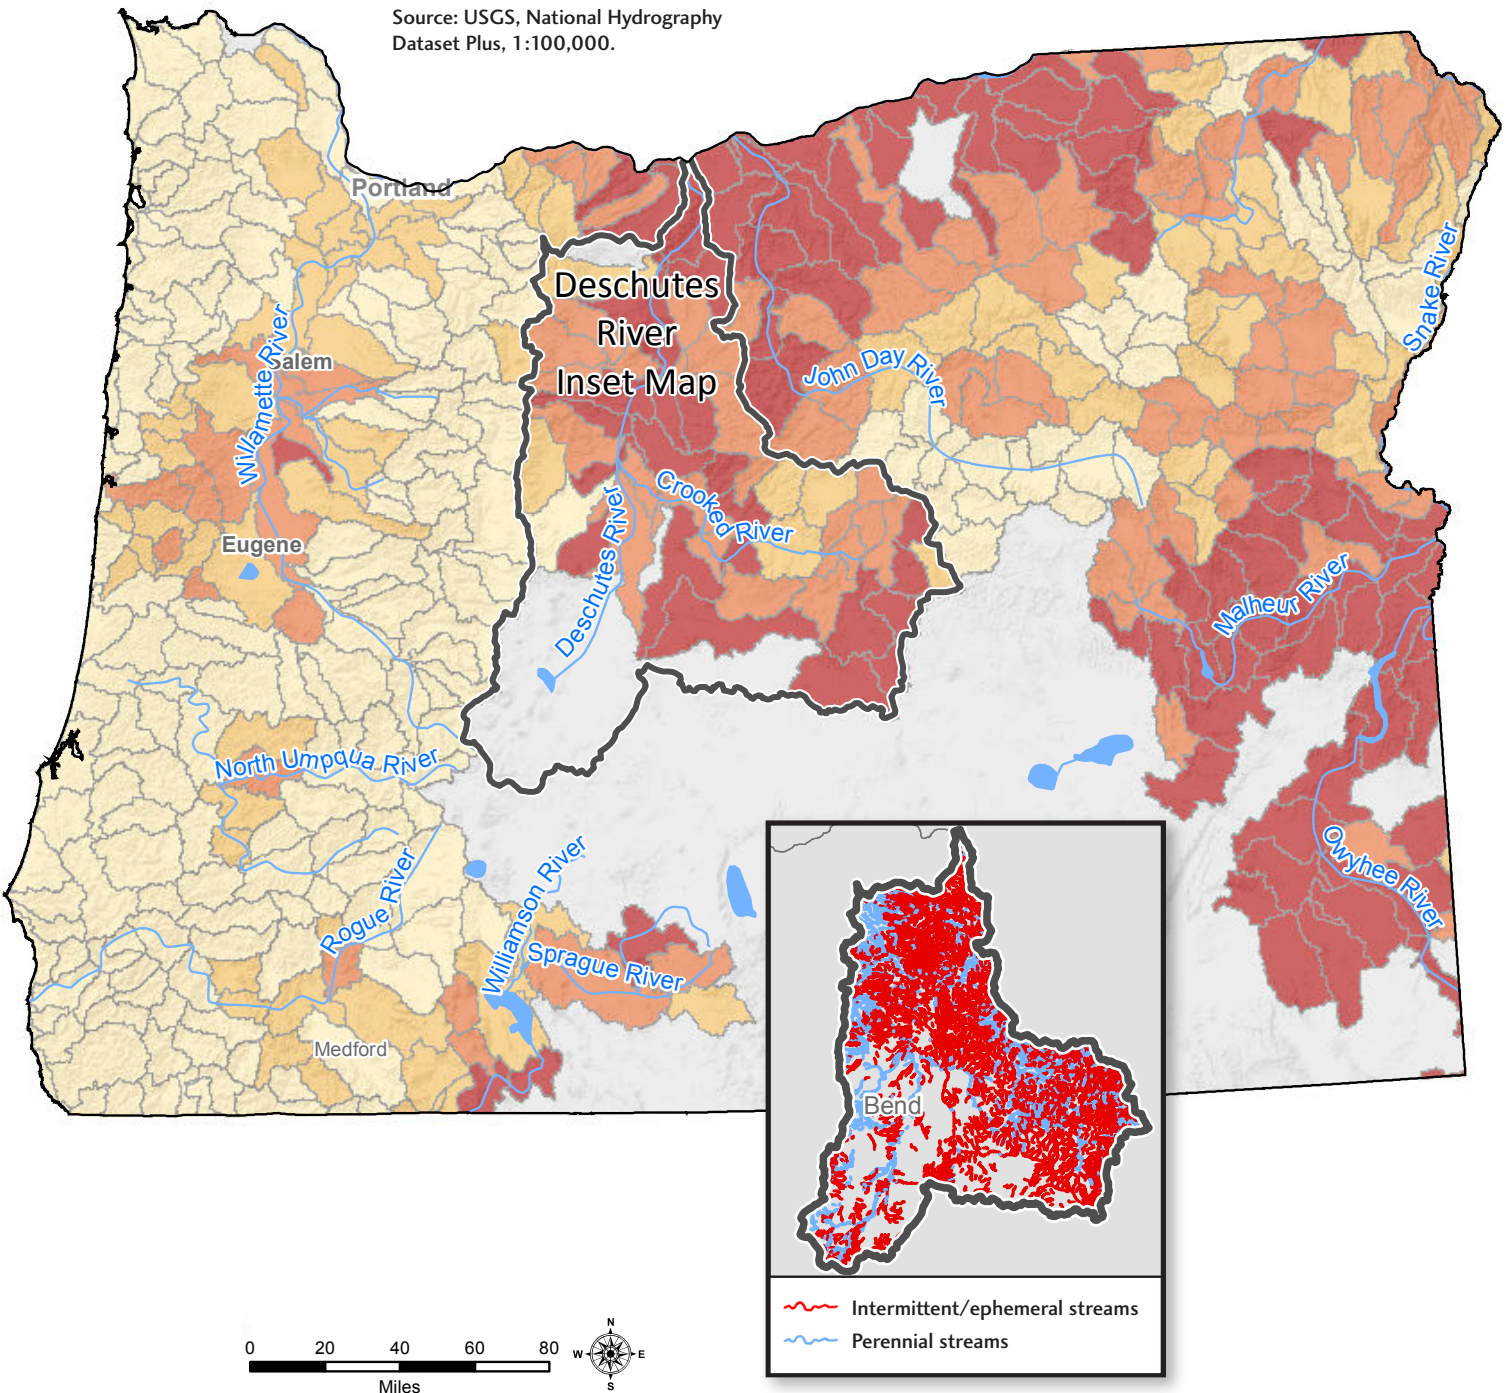 Source: USGS, National Hydrography
Dataset Plus, 1:100,000.
Portland
Deschutes
River
Inset Map
Snake River
Willamette River
Salem
John Day River
Crooked River
Deschutes River
Eugene
Malheur River
North Umpqua River
Owyhee River
Rogue River
Williamson River
Sprague River
Medford
Bend
Intermittent/ephemeral streams
Perennial streams
0 20 40 60 80
Miles
N
W E
S